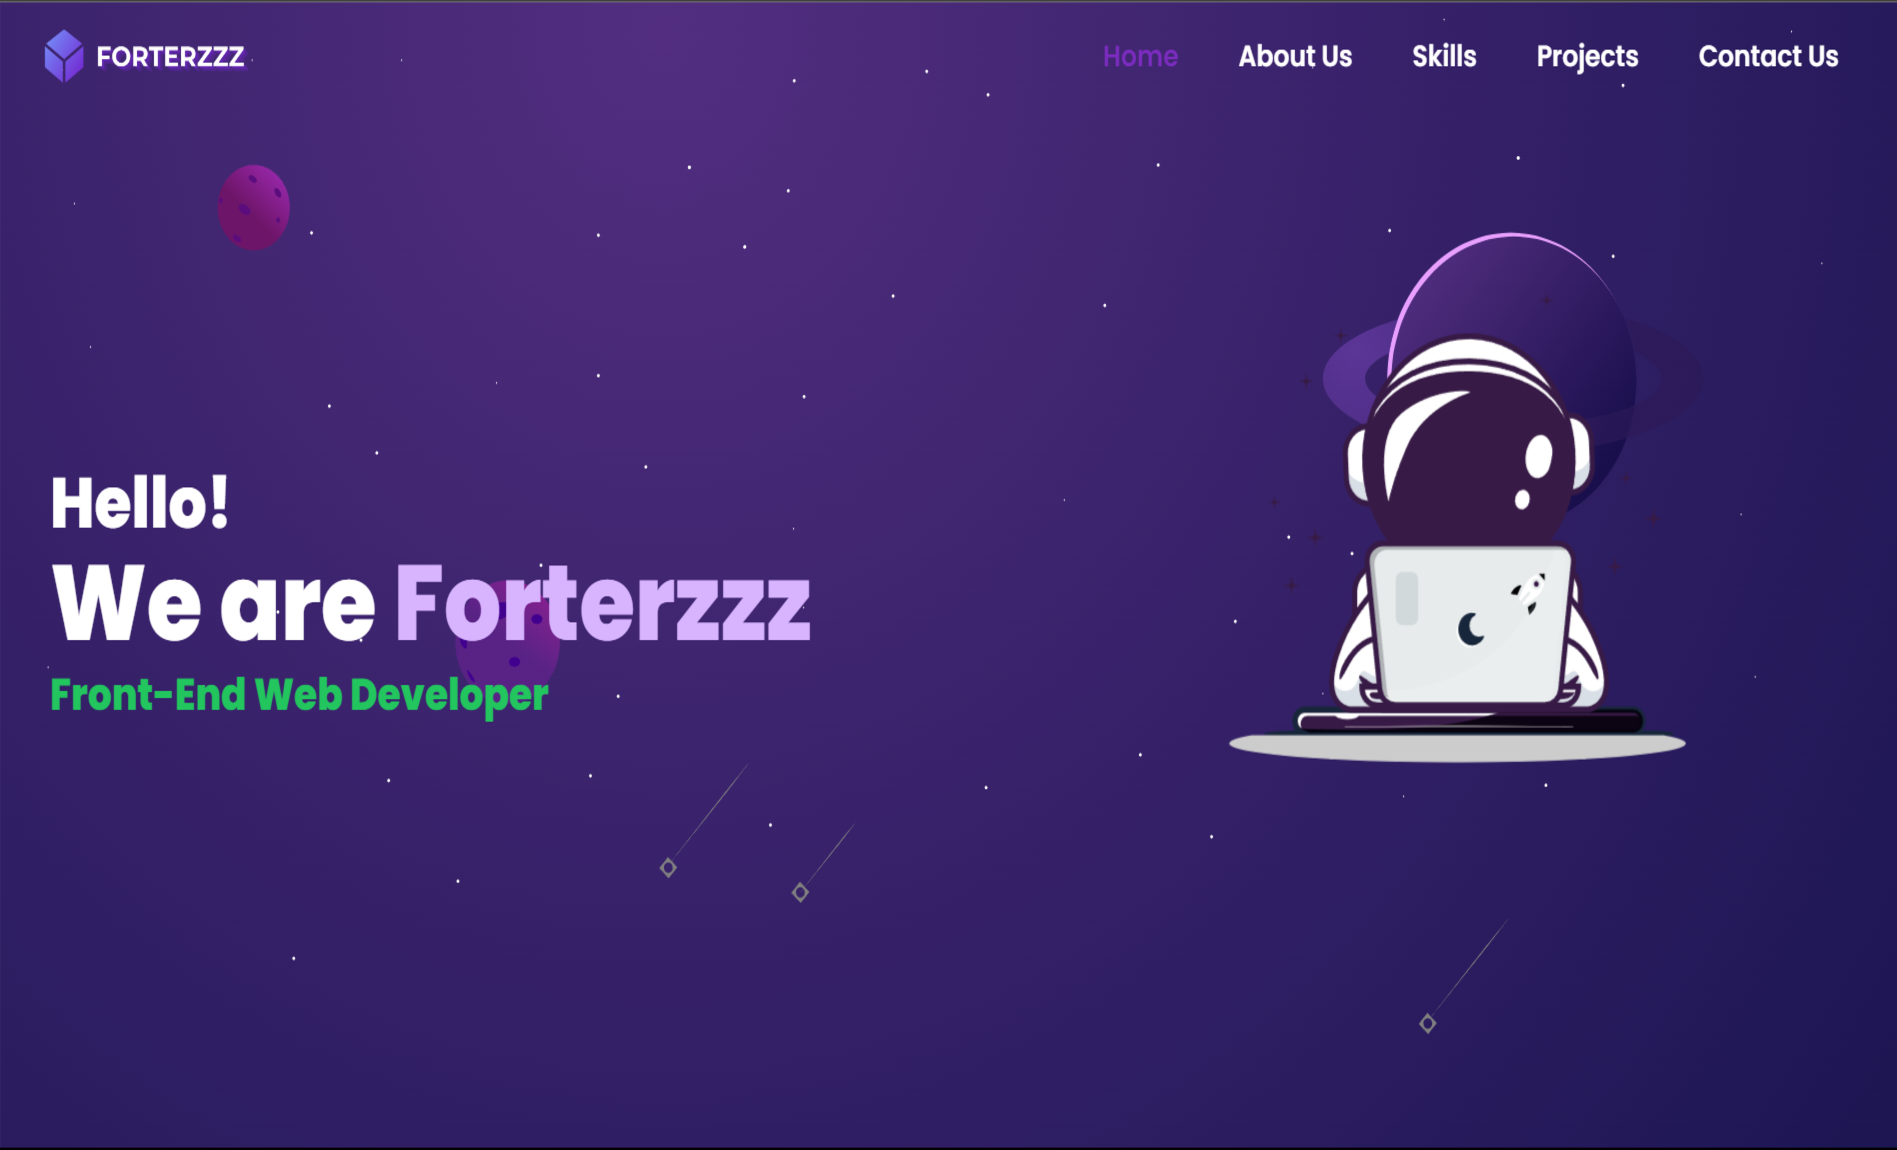 FORTERZZZ
Home About Us Skills Projects Contact Us
Hello!
We are Forterzzz
Front-End Web Developer